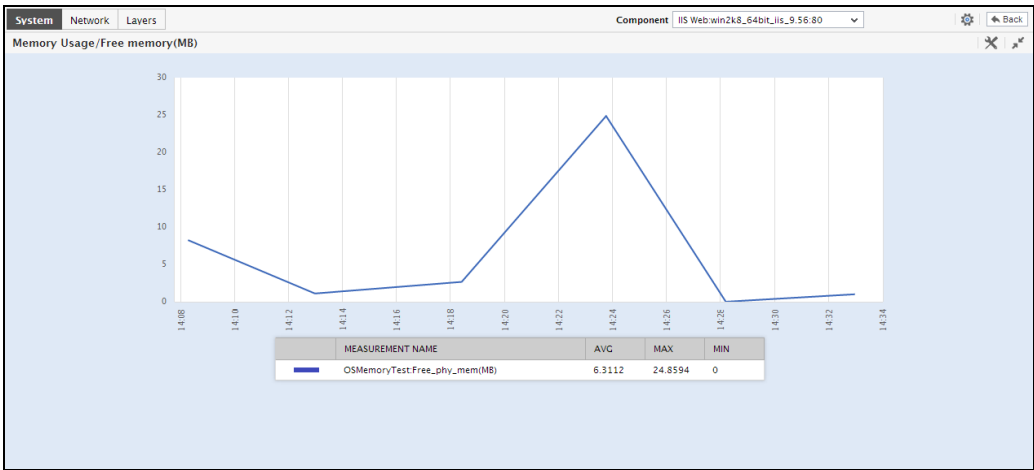 System Network Layers Component IIS Web:win2k8_64bit_iis_9.56:80 Back
Memory Usage/Free memory(MB)
30
25
20
15
10
5
0
14:08 14:10 14:12 14:14 14:16 14:18 14:20 14:22 14:24 14:26 14:28 14:30 14:32 14:34
MEASUREMENT NAME AVG MAX MIN
OSMemoryTest:Free_phy_mem(MB) 6.3112 24.8594 0